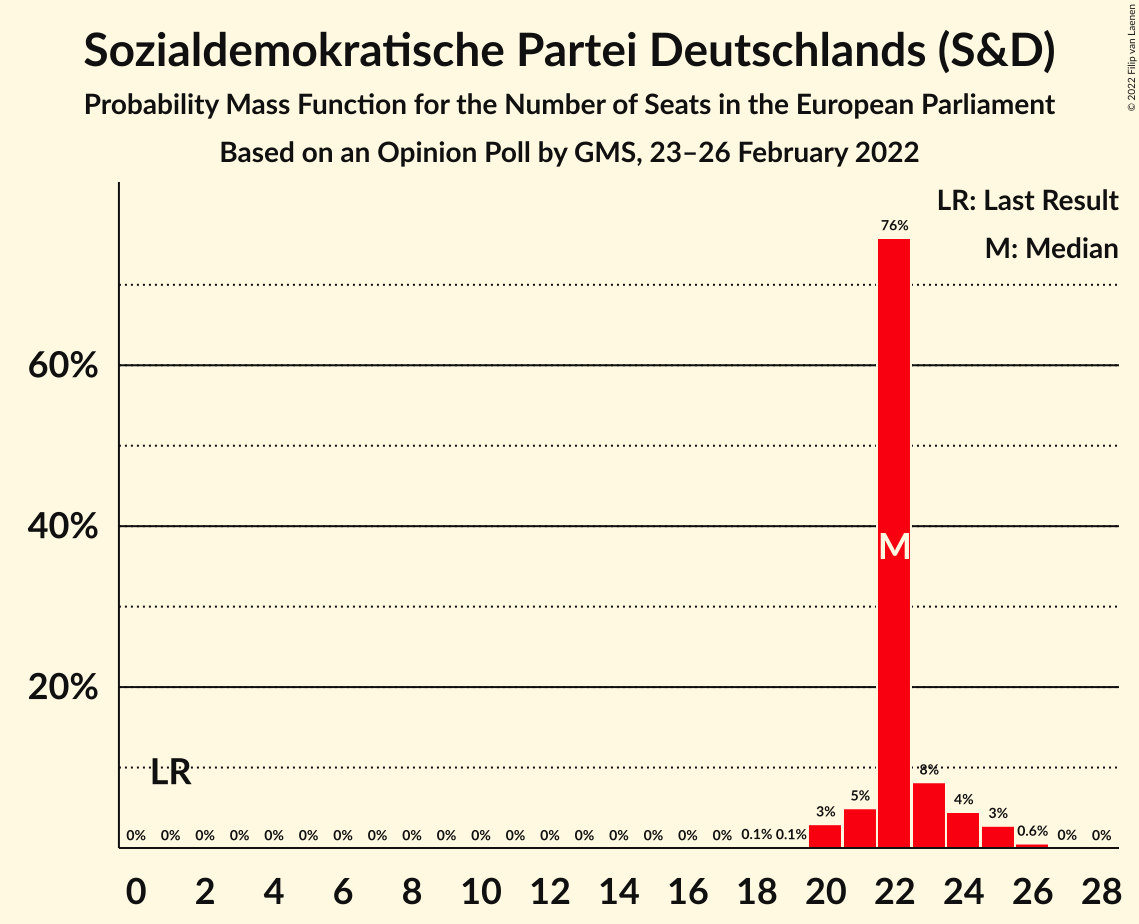 Sozialdemokratische Partei Deutschlands (S&D)
Probability Mass Function for the Number of Seats in the European Parliament
Based on an Opinion Poll by GMS, 23–26 February 2022
© 2022 Filip van Laenen
LR: Last Result
M: Median
76%
60%
40%
M
20%
LR
8%
5%
4%
3%
3%
0% 0% 0% 0% 0% 0% 0% 0% 0% 0% 0% 0% 0% 0% 0% 0% 0% 0% 0.1% 0.1% 0.6% 0% 0%
0 2 4 6 8 10 12 14 16 18 20 22 24 26 28